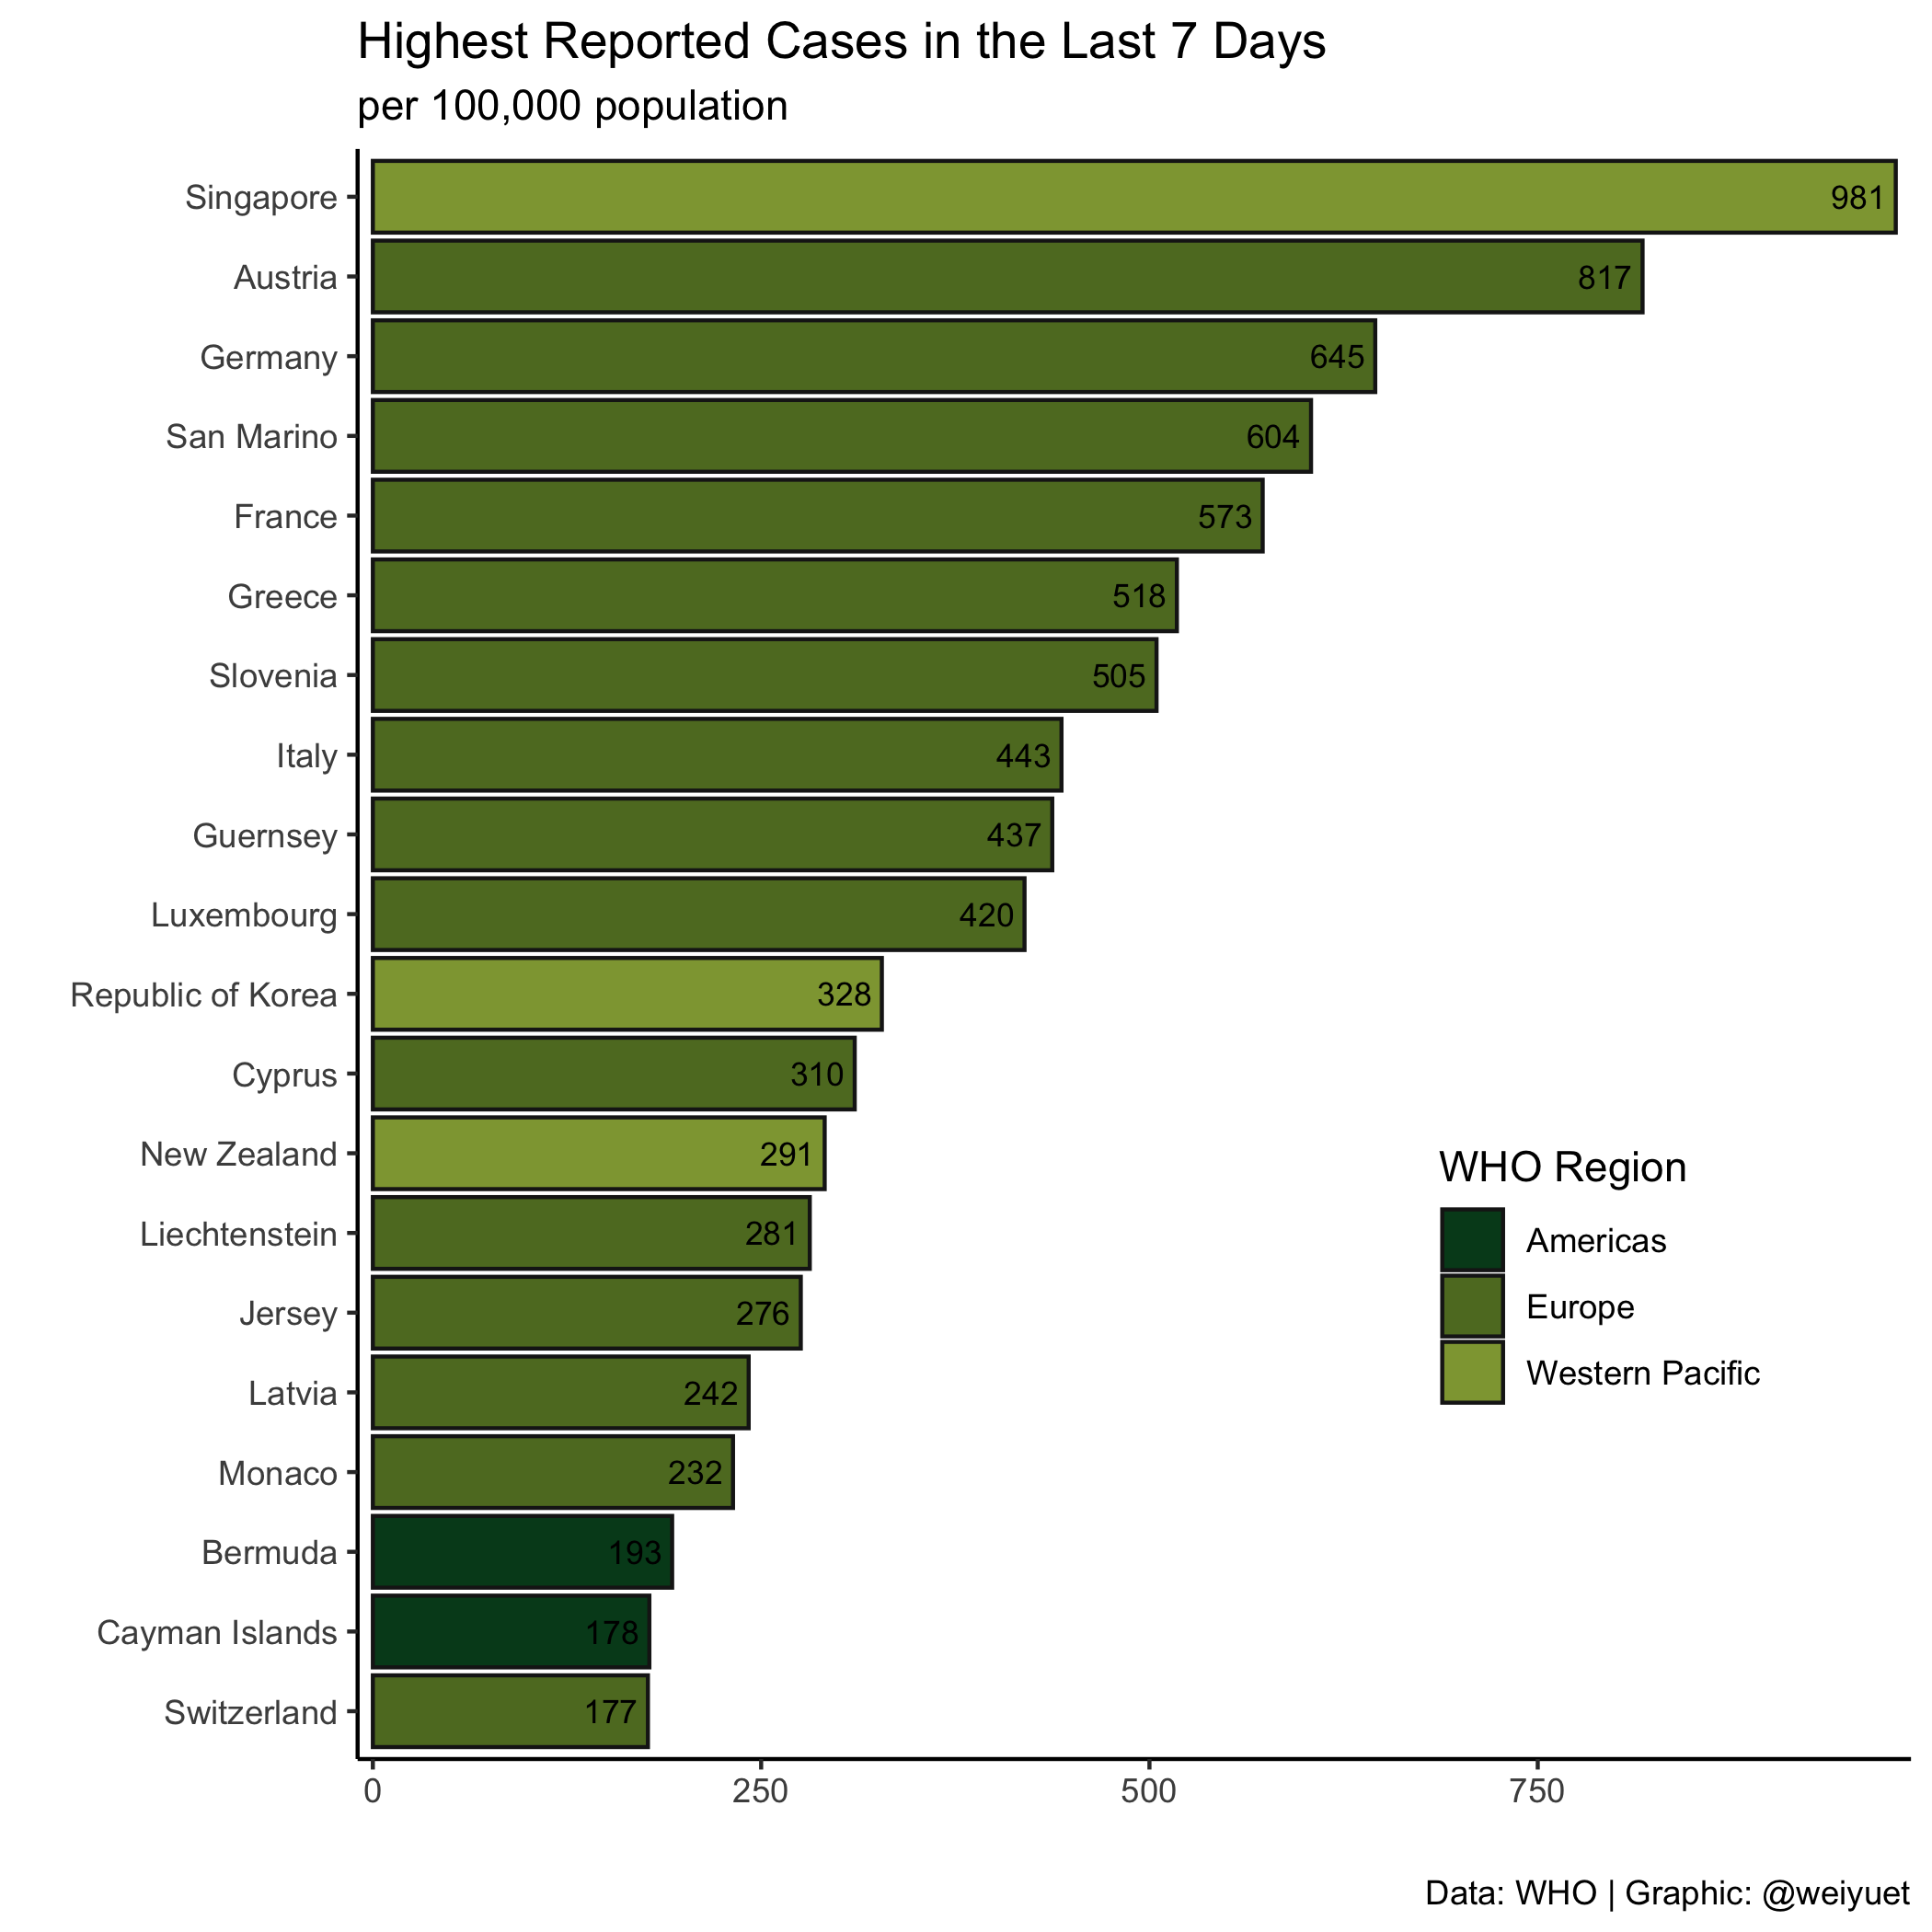 Highest Reported Cases in the Last 7 Days
per 100,000 population
Singapore 981
Austria 817
Germany 645
San Marino 604
France 573
Greece 518
Slovenia 505
Italy 443
Guernsey 437
Luxembourg 420
Republic of Korea 328
Cyprus 310
New Zealand 291
Liechtenstein 281
Jersey 276
Latvia 242
Monaco 232
Bermuda 193
Cayman Islands 178
Switzerland 177
0 250 500 750
WHO Region
Americas
Europe
Western Pacific
Data: WHO | Graphic: @weiyuet